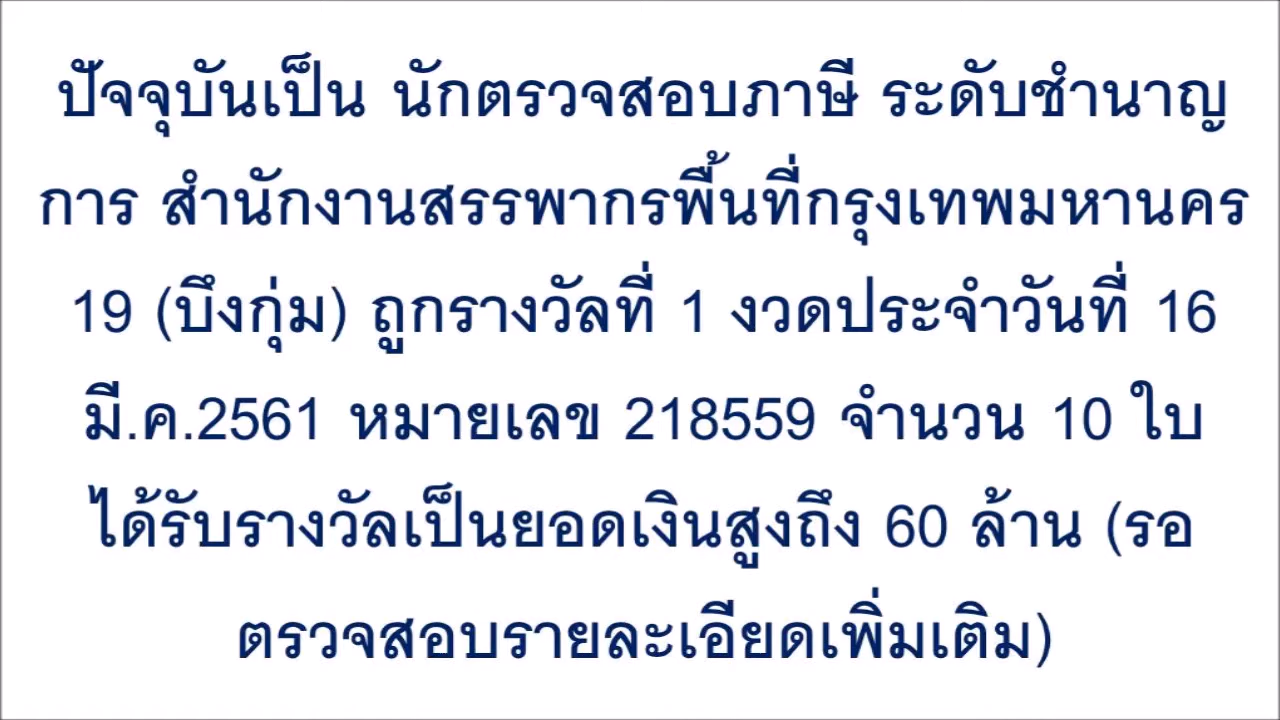 ปัจจุบันเป็น นักตรวจสอบภาษี ระดับชำนาญ
การ สำนักงานสรรพากรพื้นที่กรุงเทพมหานคร
19 (บึงกุ่ม) ถูกรางวัลที่ 1 งวดประจำวันที่ 16
มี.ค.2561 หมายเลข 218559 จำนวน 10 ใบ
ได้รับรางวัลเป็นยอดเงินสูงถึง 60 ล้าน (รอ
ตรวจสอบรายละเอียดเพิ่มเติม)